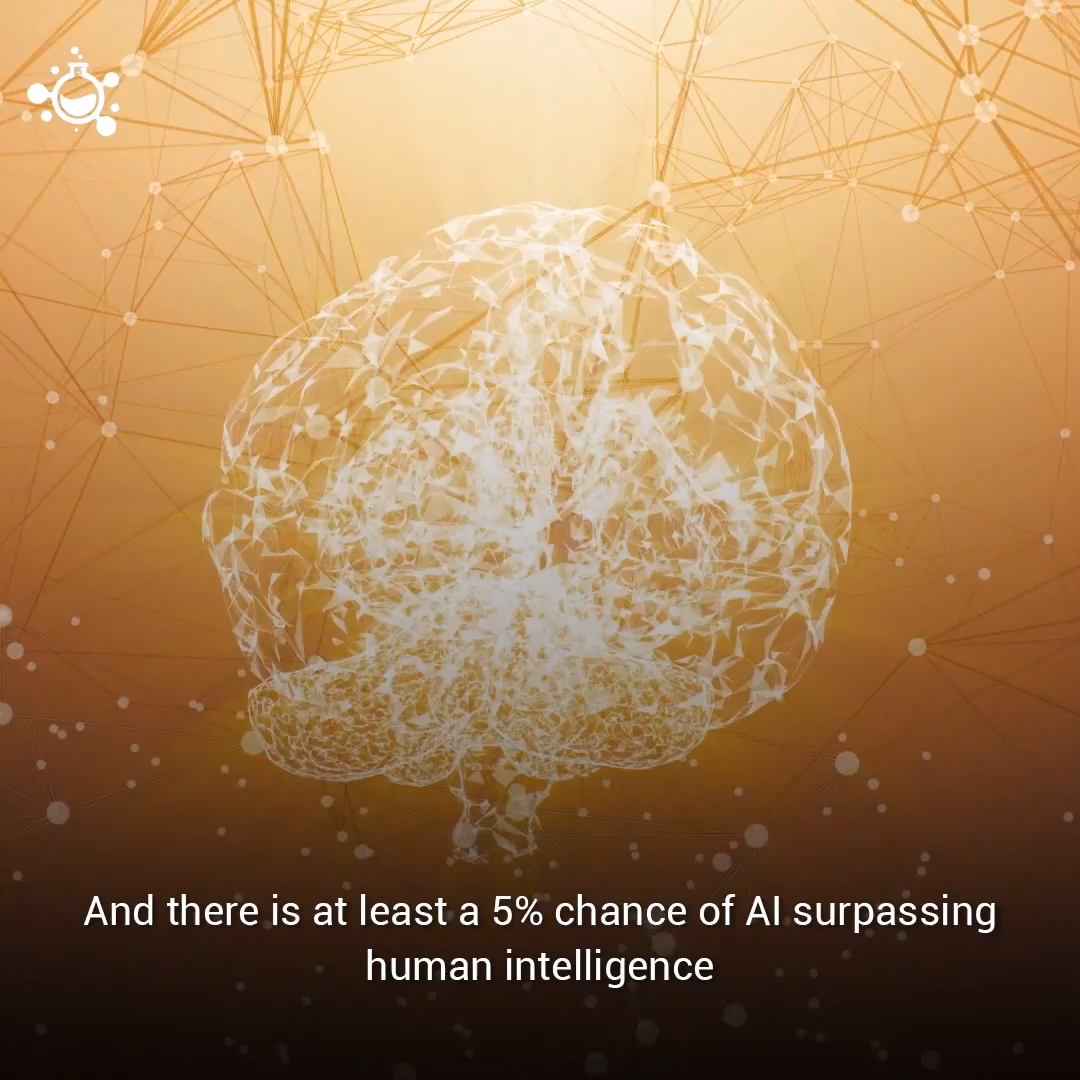 And there is at least a 5% chance of AI surpassing
human intelligence